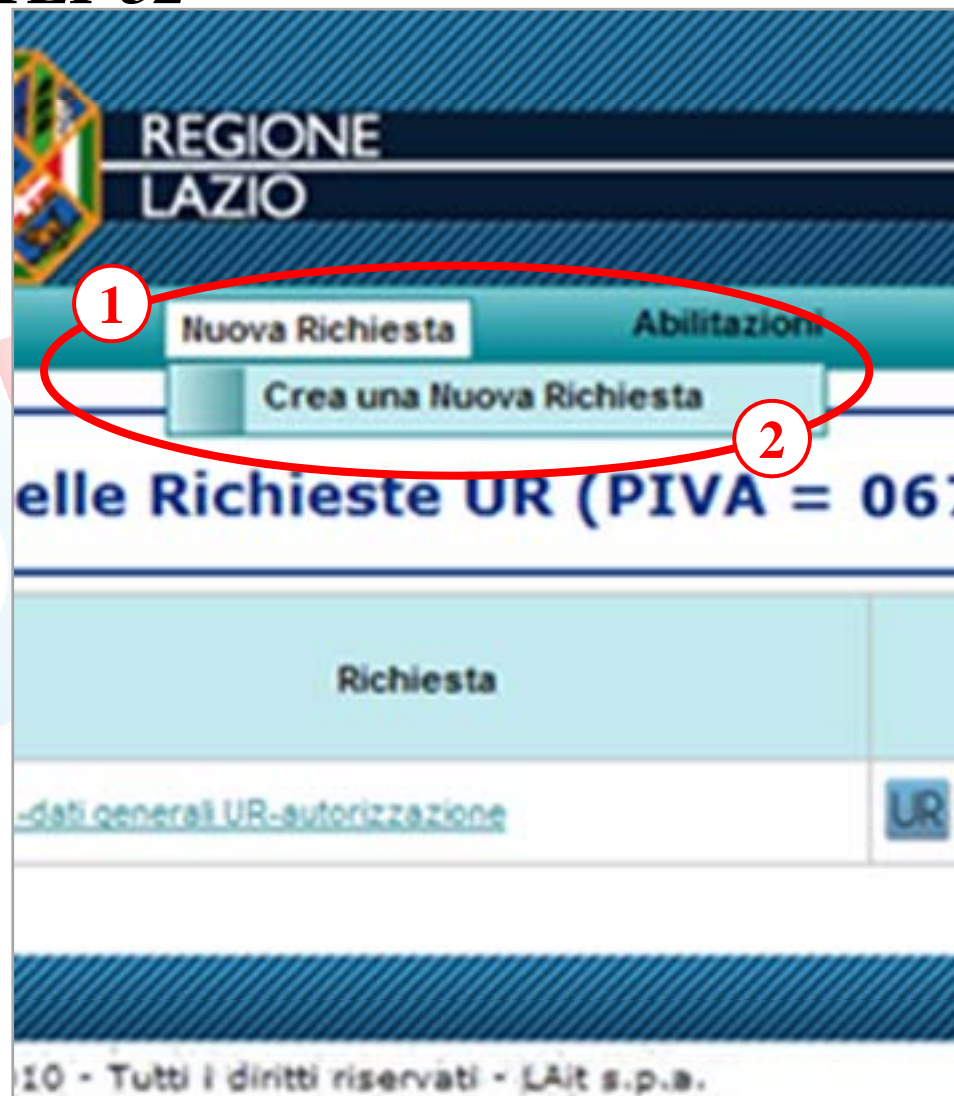 REGIONE
LAZIO
1
Nuova Richiesta Abilitazioni
Crea una Nuova Richiesta
2
elle Richieste UR (PIVA = 067
Richiesta
-dati generali UR-autorizzazione UR
10 - Tutti i diritti riservati - LAit s.p.a.